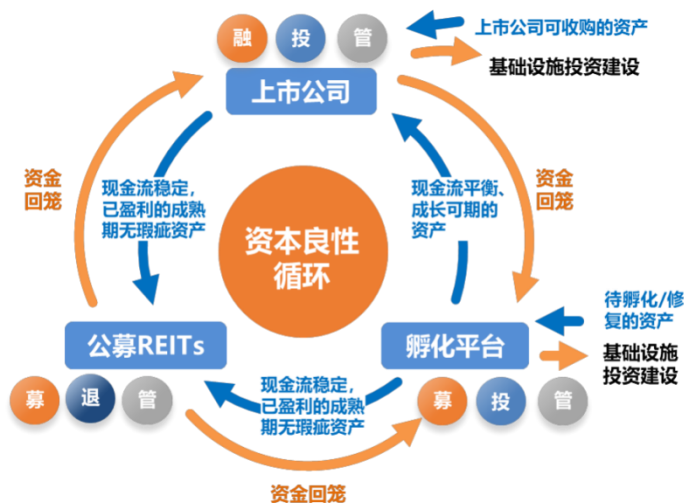 融 投 管
上市公司可收购的资产
基础设施投资建设
上市公司
资金
回笼
现金流稳定,
已盈利的成熟
期无瑕疵资产
现金流平衡、
成长可期的
资产
资金
回笼
资本良性
循环
待孵化/修
复的资产
公募REITs
孵化平台
基础设施
投资建设
募 退 管
现金流稳定,
已盈利的成熟
期无瑕疵资产
募 投 管
资金回笼